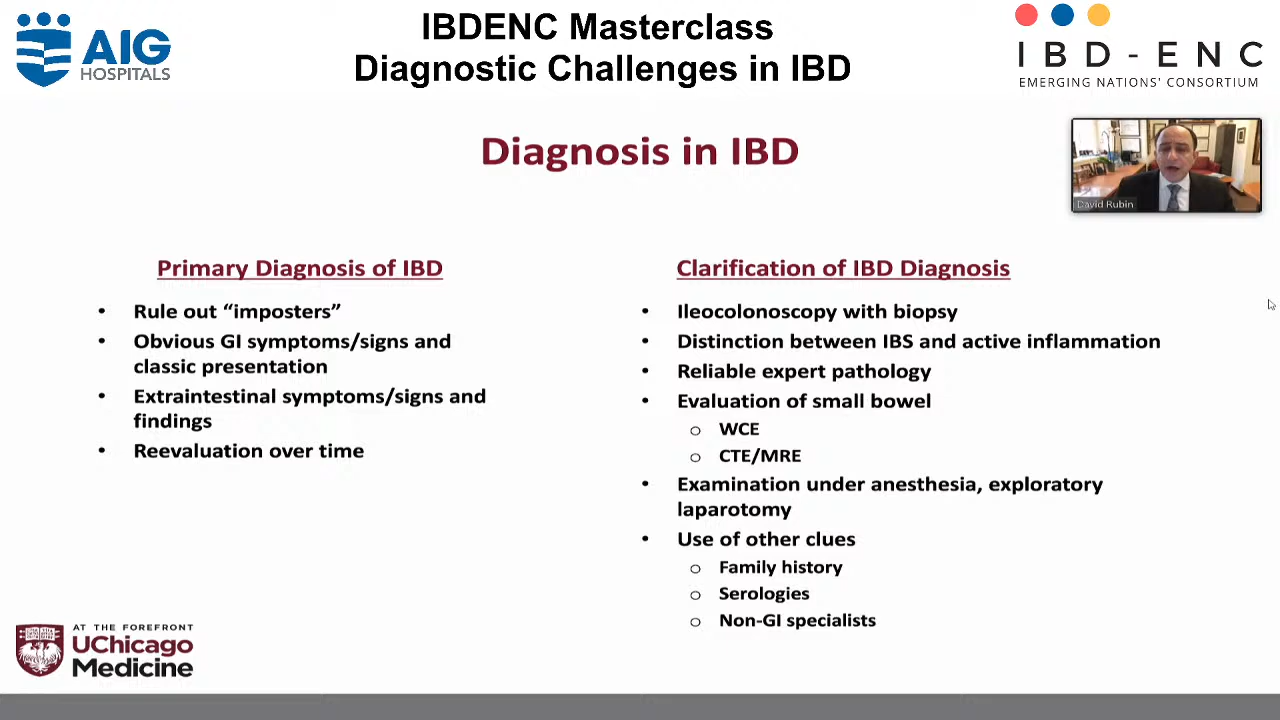 AIG
HOSPITALS
IBDENC Masterclass
Diagnostic Challenges in IBD
IBD-ENC
EMERGING NATIONS' CONSORTIUM
Diagnosis in IBD
David Rubin
Primary Diagnosis of IBD
• Rule out “imposters”
• Obvious GI symptoms/signs and
classic presentation
• Extraintestinal symptoms/signs and
findings
• Reevaluation over time
Clarification of IBD Diagnosis
• Ileocolonoscopy with biopsy
• Distinction between IBS and active inflammation
• Reliable expert pathology
• Evaluation of small bowel
o WCE
o CTE/MRE
• Examination under anesthesia, exploratory
laparotomy
• Use of other clues
o Family history
o Serologies
o Non-GI specialists
AT THE FOREFRONT
UChicago
Medicine